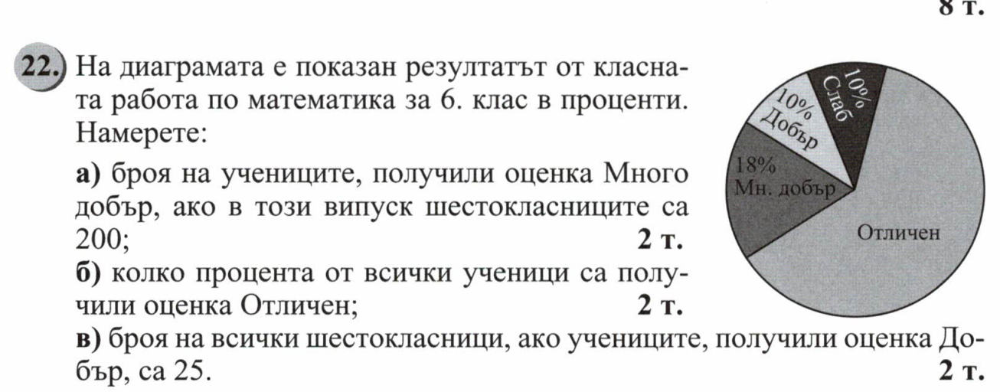 8 т.
22. На диаграмата е показан резултатът от класна-
та работа по математика за 6. клас в проценти.
Намерете:
а) броя на учениците, получили оценка Много
добър, ако в този випуск шестокласниците са
200; 2 т.
б) колко процента от всички ученици са полу-
чили оценка Отличен; 2 т.
в) броя на всички шестокласници, ако учениците, получили оценка До-
бър, са 25. 2 т.
10%
Слаб
10%
Добър
18%
Мн. добър
Отличен